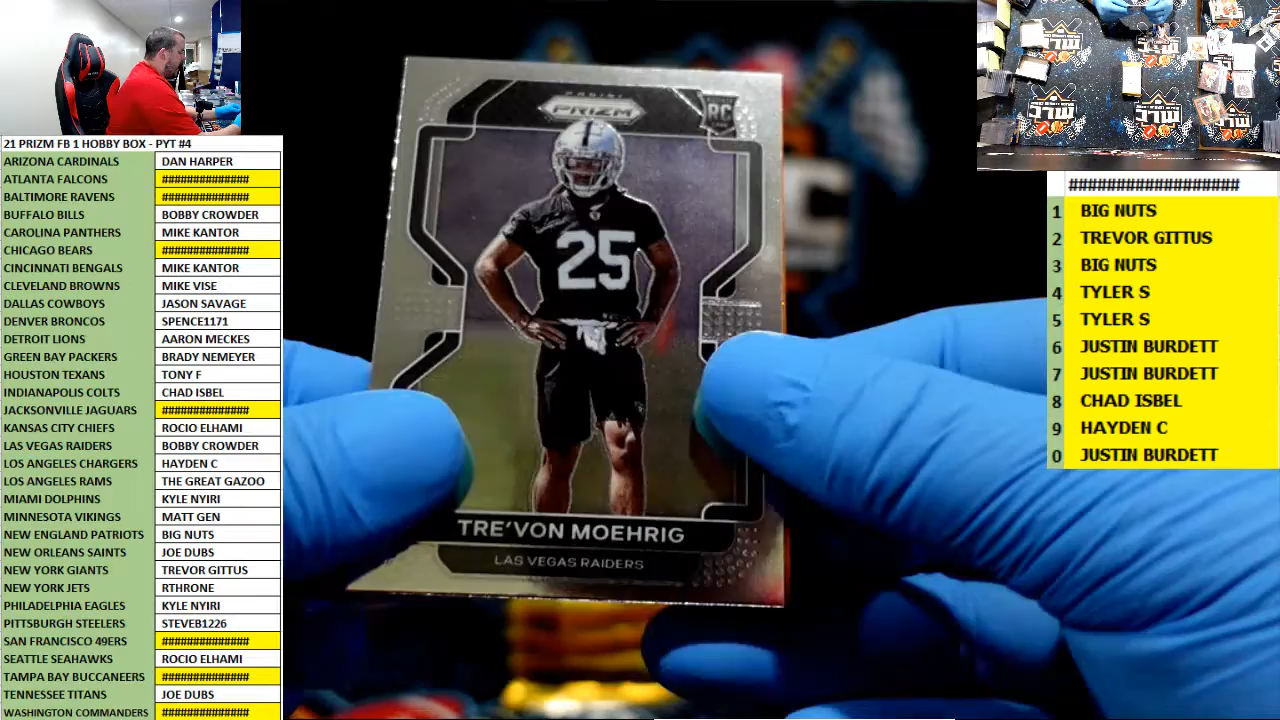 21 PRIZM FB 1 HOBBY BOX - PYT #4
ARIZONA CARDINALS DAN HARPER
ATLANTA FALCONS ##############
BALTIMORE RAVENS ##############
BUFFALO BILLS BOBBY CROWDER
CAROLINA PANTHERS MIKE KANTOR
CHICAGO BEARS ##############
CINCINNATI BENGALS MIKE KANTOR
CLEVELAND BROWNS MIKE VISE
DALLAS COWBOYS JASON SAVAGE
DENVER BRONCOS SPENCE1171
DETROIT LIONS AARON MECKES
GREEN BAY PACKERS BRADY NEMEYER
HOUSTON TEXANS TONY F
INDIANAPOLIS COLTS CHAD ISBEL
JACKSONVILLE JAGUARS ##############
KANSAS CITY CHIEFS ROCIO ELHAMI
LAS VEGAS RAIDERS BOBBY CROWDER
LOS ANGELES CHARGERS HAYDEN C
LOS ANGELES RAMS THE GREAT GAZOO
MIAMI DOLPHINS KYLE NYIRI
MINNESOTA VIKINGS MATT GEN
NEW ENGLAND PATRIOTS BIG NUTS
NEW ORLEANS SAINTS JOE DUBS
NEW YORK GIANTS TREVOR GITTUS
NEW YORK JETS RTHRONE
PHILADELPHIA EAGLES KYLE NYIRI
PITTSBURGH STEELERS STEVEB1226
SAN FRANCISCO 49ERS ##############
SEATTLE SEAHAWKS ROCIO ELHAMI
TAMPA BAY BUCCANEERS ##############
TENNESSEE TITANS JOE DUBS
WASHINGTON COMMANDERS ##############
PANINI
PRIZM
RC
25
TRE'VON MOEHRIG
LAS VEGAS RAIDERS
##################
1 BIG NUTS
2 TREVOR GITTUS
3 BIG NUTS
4 TYLER S
5 TYLER S
6 JUSTIN BURDETT
7 JUSTIN BURDETT
8 CHAD ISBEL
9 HAYDEN C
0 JUSTIN BURDETT